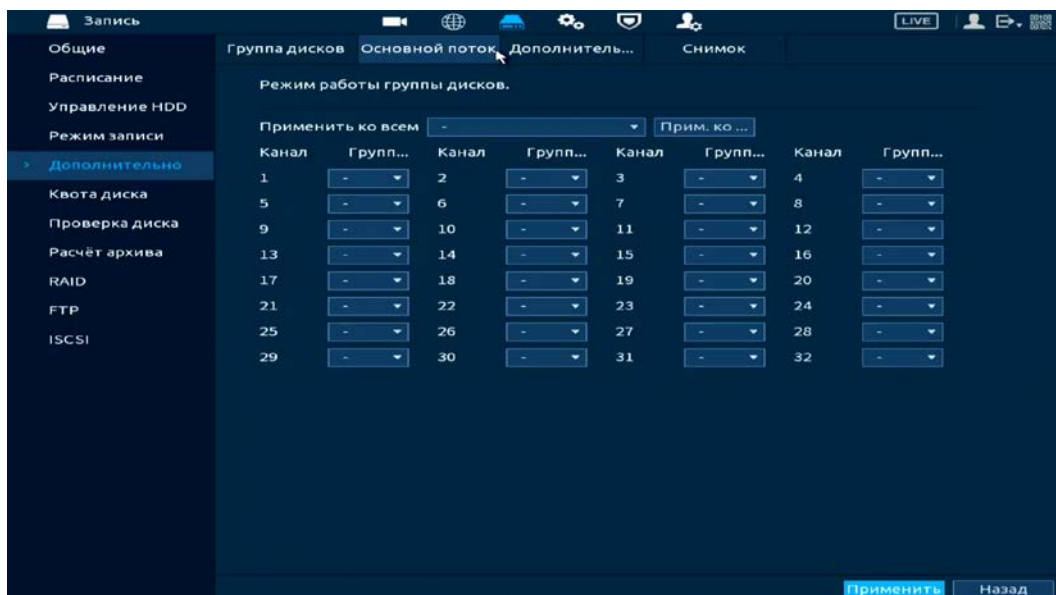 Запись LIVE
Общие
Расписание
Управление HDD
Режим записи
Дополнительно
Квота диска
Проверка диска
Расчёт архива
RAID
FTP
ISCSI
Группа дисков Основной поток Дополнитель... Снимок
Режим работы группы дисков.
Применить ко всем - Прим. ко ...
Канал Групп... Канал Групп... Канал Групп... Канал Групп...
1 - 2 - 3 - 4 -
5 - 6 - 7 - 8 -
9 - 10 - 11 - 12 -
13 - 14 - 15 - 16 -
17 - 18 - 19 - 20 -
21 - 22 - 23 - 24 -
25 - 26 - 27 - 28 -
29 - 30 - 31 - 32 -
Применить Назад